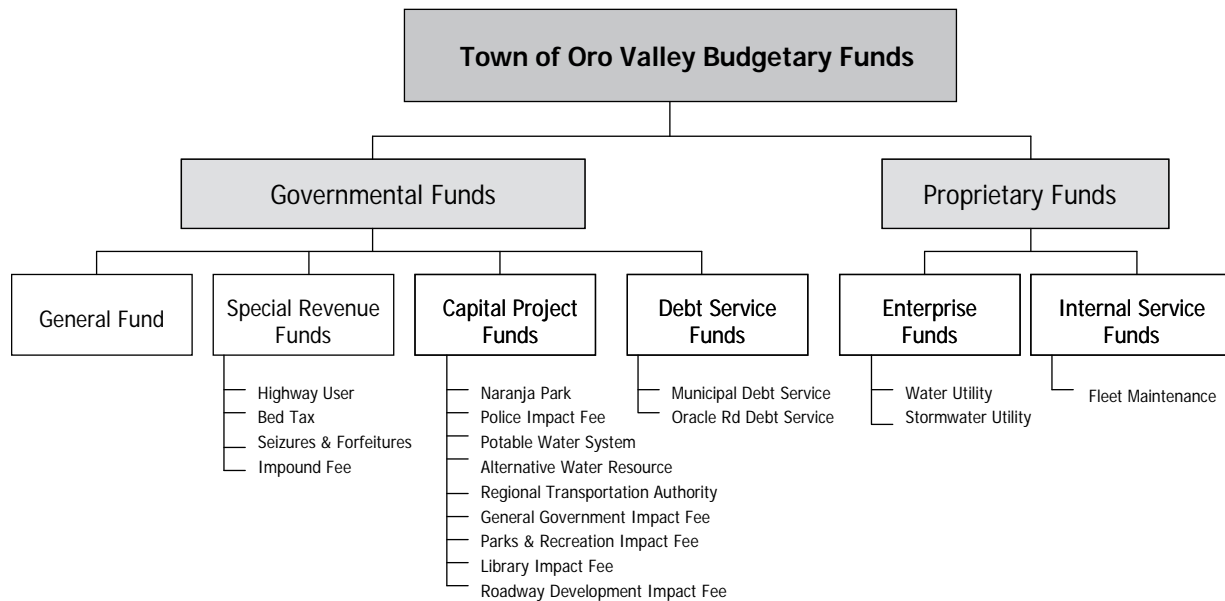 Town of Oro Valley Budgetary Funds
Governmental Funds
Proprietary Funds
General Fund
Special Revenue
Funds
Capital Project
Funds
Debt Service
Funds
Enterprise
Funds
Internal Service
Funds
Highway User
Bed Tax
Seizures & Forfeitures
Impound Fee
Naranja Park
Police Impact Fee
Potable Water System
Alternative Water Resource
Regional Transportation Authority
General Government Impact Fee
Parks & Recreation Impact Fee
Library Impact Fee
Roadway Development Impact Fee
Municipal Debt Service
Oracle Rd Debt Service
Water Utility
Stormwater Utility
Fleet Maintenance